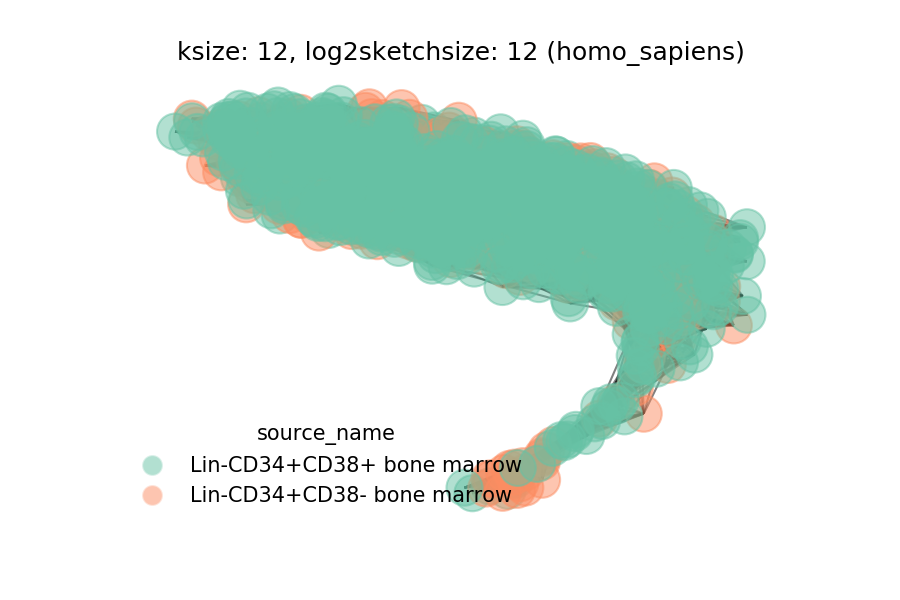 ksize: 12, log2sketchsize: 12 (homo_sapiens)
source_name
Lin-CD34+CD38+ bone marrow
Lin-CD34+CD38- bone marrow